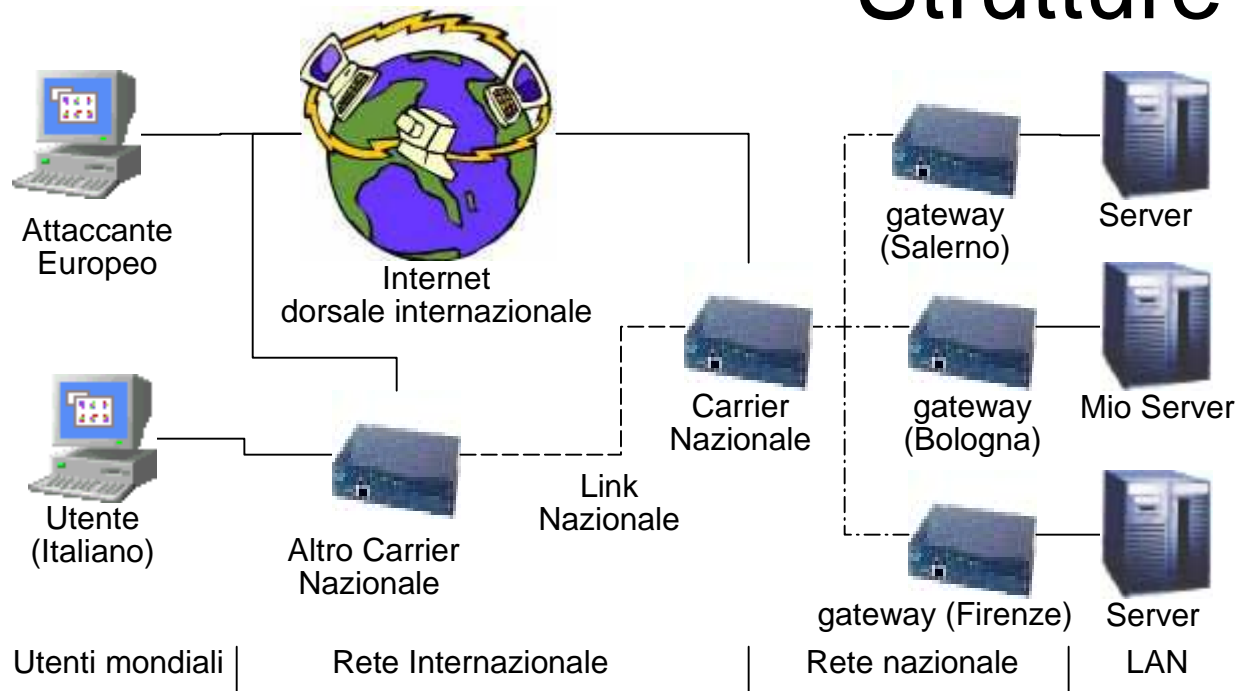 Strutture
Attaccante
Europeo
Internet
dorsale internazionale
gateway
(Salerno)
Server
Carrier
Nazionale
gateway
(Bologna)
Mio Server
Link
Nazionale
Utente
(Italiano)
Altro Carrier
Nazionale
gateway (Firenze)
Server
Utenti mondiali
Rete Internazionale
Rete nazionale
LAN